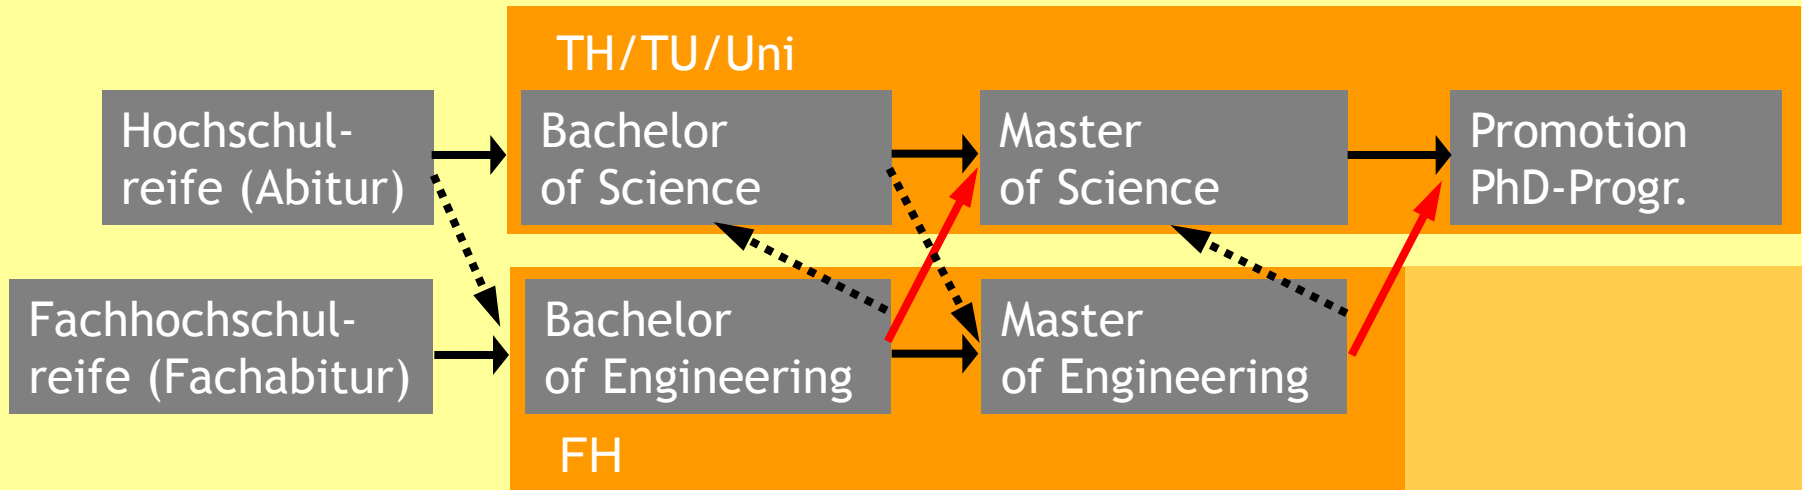 TH/TU/Uni
Hochschul-
reife (Abitur)
Bachelor
of Science
Master
of Science
Promotion
PhD-Progr.
Fachhochschul-
reife (Fachabitur)
Bachelor
of Engineering
Master
of Engineering
FH